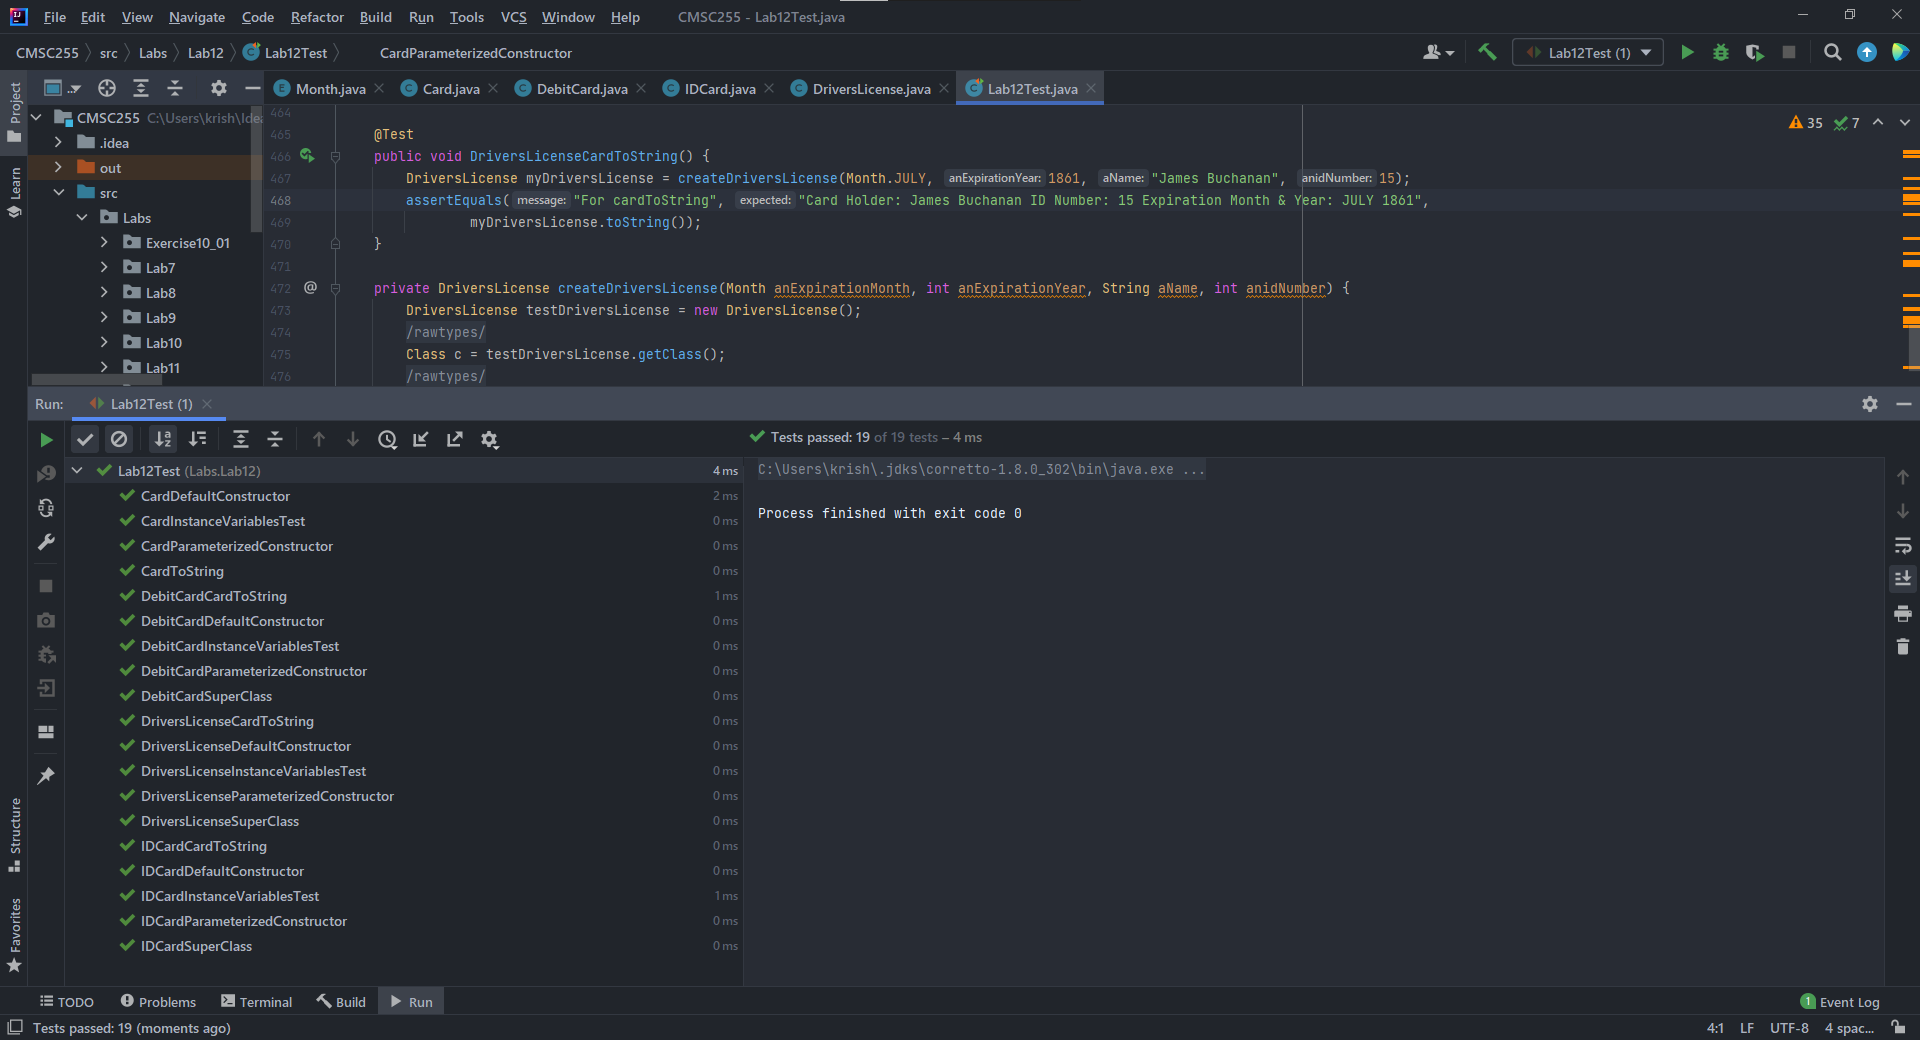 File Edit View Navigate Code Refactor Build Run Tools VCS Window Help CMSC255 - Lab12Test.java
CMSC255 src Labs Lab12 Lab12Test CardParameterizedConstructor Lab12Test (1)
Project
Month.java Card.java DebitCard.java IDCard.java DriversLicense.java Lab12Test.java
CMSC255 C:\Users\krish\Idea
.idea
out
src
Labs
Exercise10_01
Lab7
Lab8
Lab9
Lab10
Lab11
Learn
35 7
464
465 @Test
466 public void DriversLicenseCardToString() {
467 DriversLicense myDriversLicense = createDriversLicense(Month.JULY, anExpirationYear: 1861, aName: "James Buchanan", anidNumber: 15);
468 assertEquals( message: "For cardToString", expected: "Card Holder: James Buchanan ID Number: 15 Expiration Month & Year: JULY 1861",
469 myDriversLicense.toString());
470 }
471
472 @ private DriversLicense createDriversLicense(Month anExpirationMonth, int anExpirationYear, String aName, int anidNumber) {
473 DriversLicense testDriversLicense = new DriversLicense();
474 /rawtypes/
475 Class c = testDriversLicense.getClass();
476 /rawtypes/
Run: Lab12Test (1)
Tests passed: 19 of 19 tests – 4 ms
Lab12Test (Labs.Lab12) 4 ms
CardDefaultConstructor 2 ms
CardInstanceVariablesTest 0 ms
CardParameterizedConstructor 0 ms
CardToString 0 ms
DebitCardCardToString 1 ms
DebitCardDefaultConstructor 0 ms
DebitCardInstanceVariablesTest 0 ms
DebitCardParameterizedConstructor 0 ms
DebitCardSuperClass 0 ms
DriversLicenseCardToString 0 ms
DriversLicenseDefaultConstructor 0 ms
DriversLicenseInstanceVariablesTest 0 ms
DriversLicenseParameterizedConstructor 0 ms
DriversLicenseSuperClass 0 ms
IDCardCardToString 0 ms
IDCardDefaultConstructor 0 ms
IDCardInstanceVariablesTest 1 ms
IDCardParameterizedConstructor 0 ms
IDCardSuperClass 0 ms
C:\Users\krish\.jdks\corretto-1.8.0_302\bin\java.exe ...
Process finished with exit code 0
Structure
Favorites
TODO Problems Terminal Build Run 1 Event Log
Tests passed: 19 (moments ago) 4:1 LF UTF-8 4 spac...